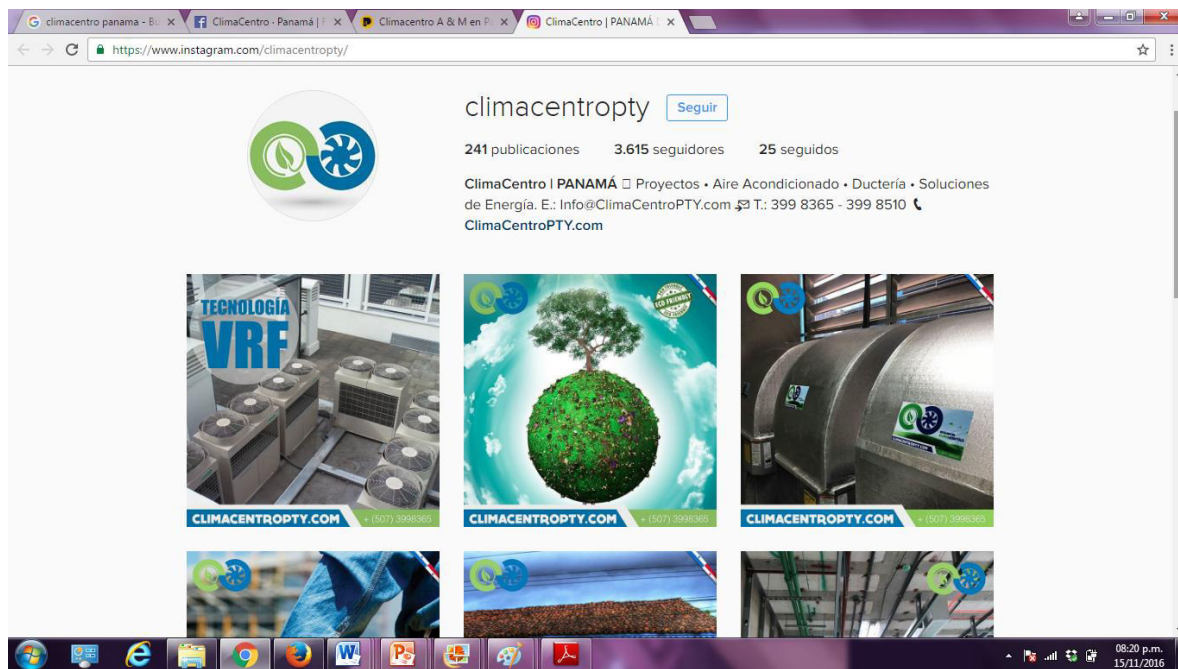 climacentro panama - Bu
ClimaCentro - Panamá | F
Climacentro A & M en P
ClimaCentro | PANAMÁ
https://www.instagram.com/climacentropty/
climacentropty Seguir
241 publicaciones 3.615 seguidores 25 seguidos
ClimaCentro | PANAMÁ Proyectos • Aire Acondicionado • Ductería • Soluciones
de Energía. E.: Info@ClimaCentroPTY.com T.: 399 8365 - 399 8510
ClimaCentroPTY.com
TECNOLOGÍA
VRF
CLIMACENTROPTY.COM + (507) 3998365
ECO FRIENDLY
CLIMACENTROPTY.COM + (507) 3998365
CLIMACENTROPTY.COM + (507) 3998365
08:20 p.m.
15/11/2016